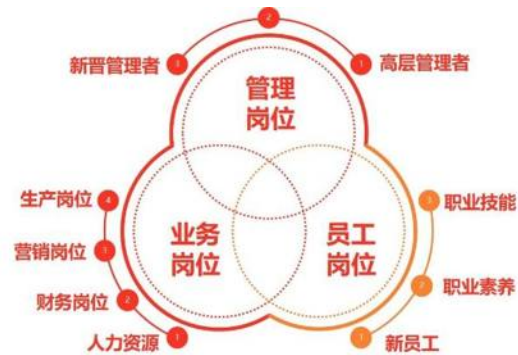 2
新晋管理者
3
1
高层管理者
管理
岗位
生产岗位
4
营销岗位
3
财务岗位
2
人力资源
1
业务
岗位
员工
岗位
3
职业技能
2
职业素养
1
新员工